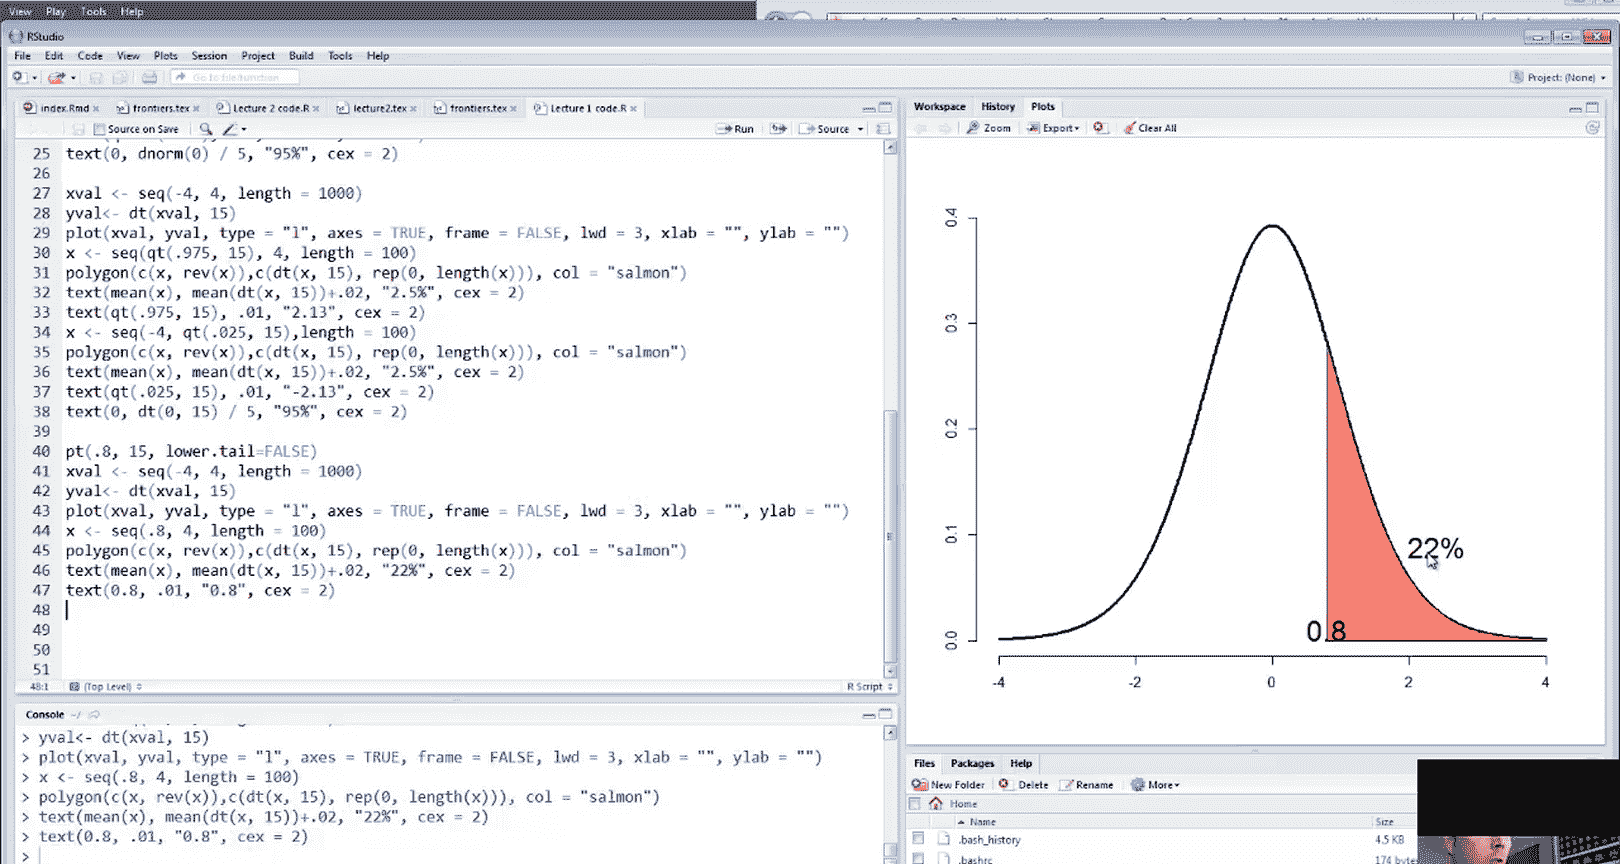 View Play Tools Help
RStudio
File Edit Code View Plots Session Project Build Tools Help
Go to file/function
Project: (None)
index.Rmd frontiers.tex Lecture 2 code.R lecture2.tex frontiers.tex Lecture 1 code.R
Source on Save Run Source
25 text(0, dnorm(0) / 5, "95%", cex = 2)
26
27 xval <- seq(-4, 4, length = 1000)
28 yval<- dt(xval, 15)
29 plot(xval, yval, type = "l", axes = TRUE, frame = FALSE, lwd = 3, xlab = "", ylab = "")
30 x <- seq(qt(.975, 15), 4, length = 100)
31 polygon(c(x, rev(x)),c(dt(x, 15), rep(0, length(x))), col = "salmon")
32 text(mean(x), mean(dt(x, 15))+.02, "2.5%", cex = 2)
33 text(qt(.975, 15), .01, "2.13", cex = 2)
34 x <- seq(-4, qt(.025, 15),length = 100)
35 polygon(c(x, rev(x)),c(dt(x, 15), rep(0, length(x))), col = "salmon")
36 text(mean(x), mean(dt(x, 15))+.02, "2.5%", cex = 2)
37 text(qt(.025, 15), .01, "-2.13", cex = 2)
38 text(0, dt(0, 15) / 5, "95%", cex = 2)
39
40 pt(.8, 15, lower.tail=FALSE)
41 xval <- seq(-4, 4, length = 1000)
42 yval<- dt(xval, 15)
43 plot(xval, yval, type = "l", axes = TRUE, frame = FALSE, lwd = 3, xlab = "", ylab = "")
44 x <- seq(.8, 4, length = 100)
45 polygon(c(x, rev(x)),c(dt(x, 15), rep(0, length(x))), col = "salmon")
46 text(mean(x), mean(dt(x, 15))+.02, "22%", cex = 2)
47 text(0.8, .01, "0.8", cex = 2)
48
49
50
51
48:1 (Top Level) R Script
Console ~/
> yval<- dt(xval, 15)
> plot(xval, yval, type = "l", axes = TRUE, frame = FALSE, lwd = 3, xlab = "", ylab = "")
> x <- seq(.8, 4, length = 100)
> polygon(c(x, rev(x)),c(dt(x, 15), rep(0, length(x))), col = "salmon")
> text(mean(x), mean(dt(x, 15))+.02, "22%", cex = 2)
> text(0.8, .01, "0.8", cex = 2)
>
Workspace History Plots
Zoom Export Clear All
0.4
0.3
0.2
0.1
0.0
22%
0.8
-4 -2 0 2 4
Files Packages Help
New Folder Delete Rename More
Home
Name Size
.bash_history 4.5 KB
.bashrc 174 bytes